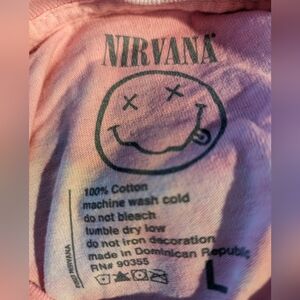 NIRVANA
100% Cotton
machine wash cold
do not bleach
tumble dry low
do not iron decoration
made in Dominican Republic
RN# 90355
L
NIRVANA